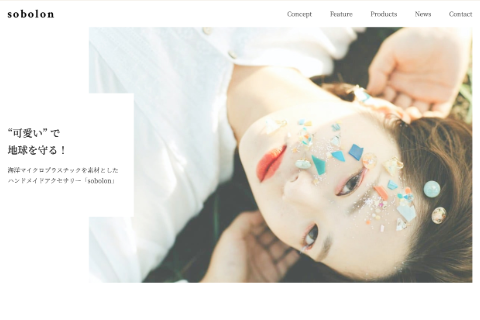 sobolon
Concept
Feature
Products
News
Contact
“可愛い” で
地球を守る！
海洋マイクロプラスチックを素材とした
ハンドメイドアクセサリー「sobolon」